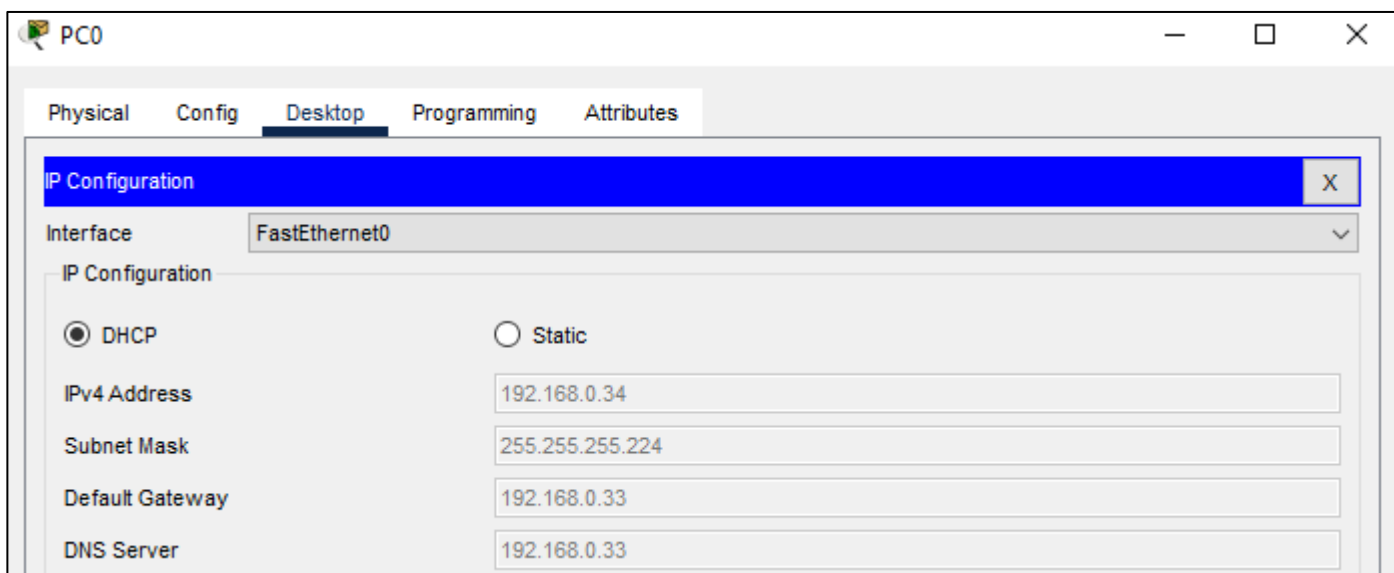 PC0
Physical Config Desktop Programming Attributes
IP Configuration X
Interface FastEthernet0
IP Configuration
DHCP Static
IPv4 Address 192.168.0.34
Subnet Mask 255.255.255.224
Default Gateway 192.168.0.33
DNS Server 192.168.0.33